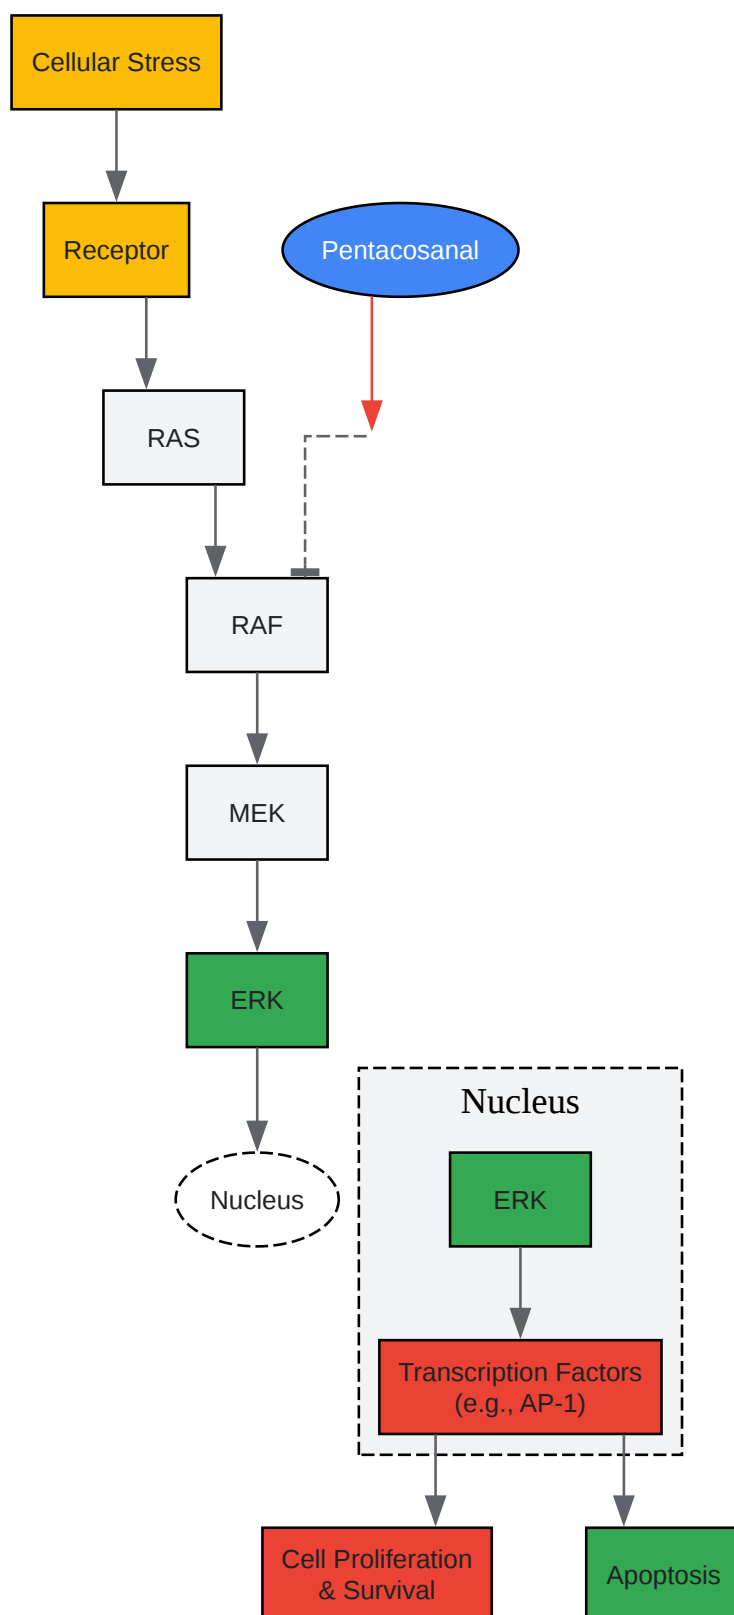 Cellular Stress
Receptor
Pentacosanal
RAS
RAF
MEK
ERK
Nucleus
Nucleus
ERK
Transcription Factors
(e.g., AP-1)
Cell Proliferation
& Survival
Apoptosis